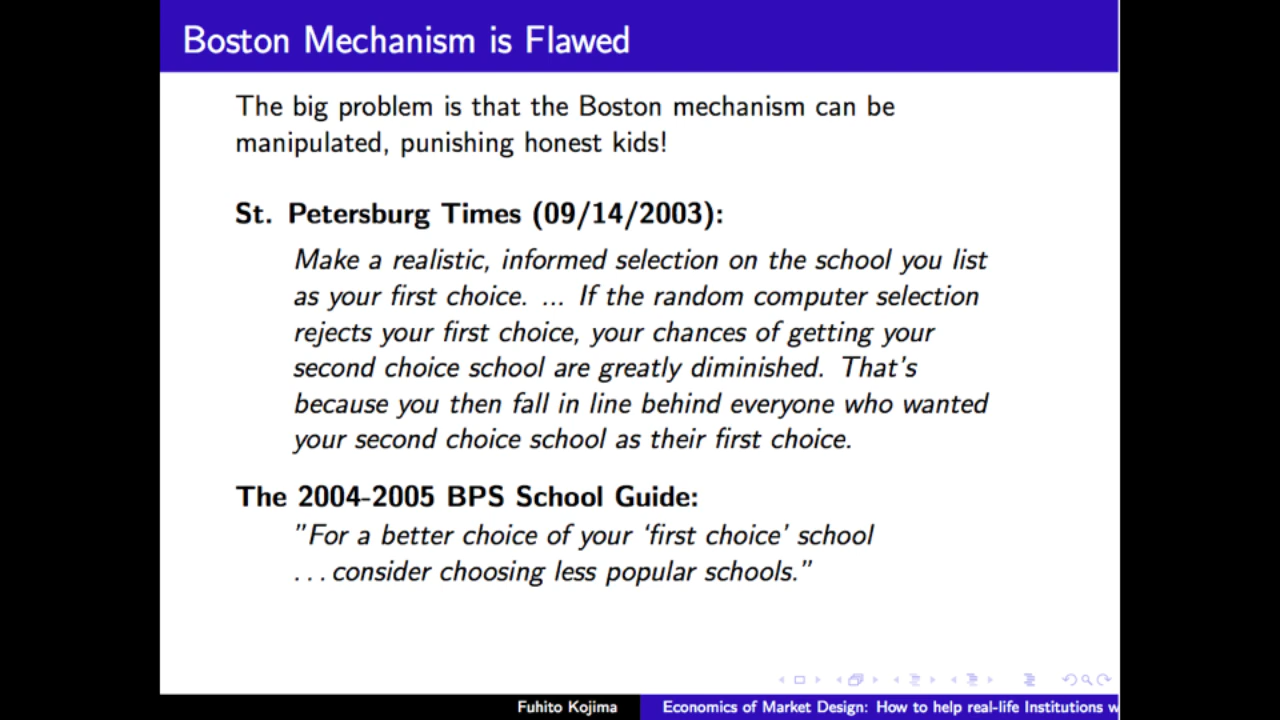 Boston Mechanism is Flawed
The big problem is that the Boston mechanism can be
manipulated, punishing honest kids!
St. Petersburg Times (09/14/2003):
Make a realistic, informed selection on the school you list
as your first choice. ... If the random computer selection
rejects your first choice, your chances of getting your
second choice school are greatly diminished. That's
because you then fall in line behind everyone who wanted
your second choice school as their first choice.
The 2004-2005 BPS School Guide:
"For a better choice of your ‘first choice’ school
. . . consider choosing less popular schools."
Fuhito Kojima
Economics of Market Design: How to help real-life Institutions w